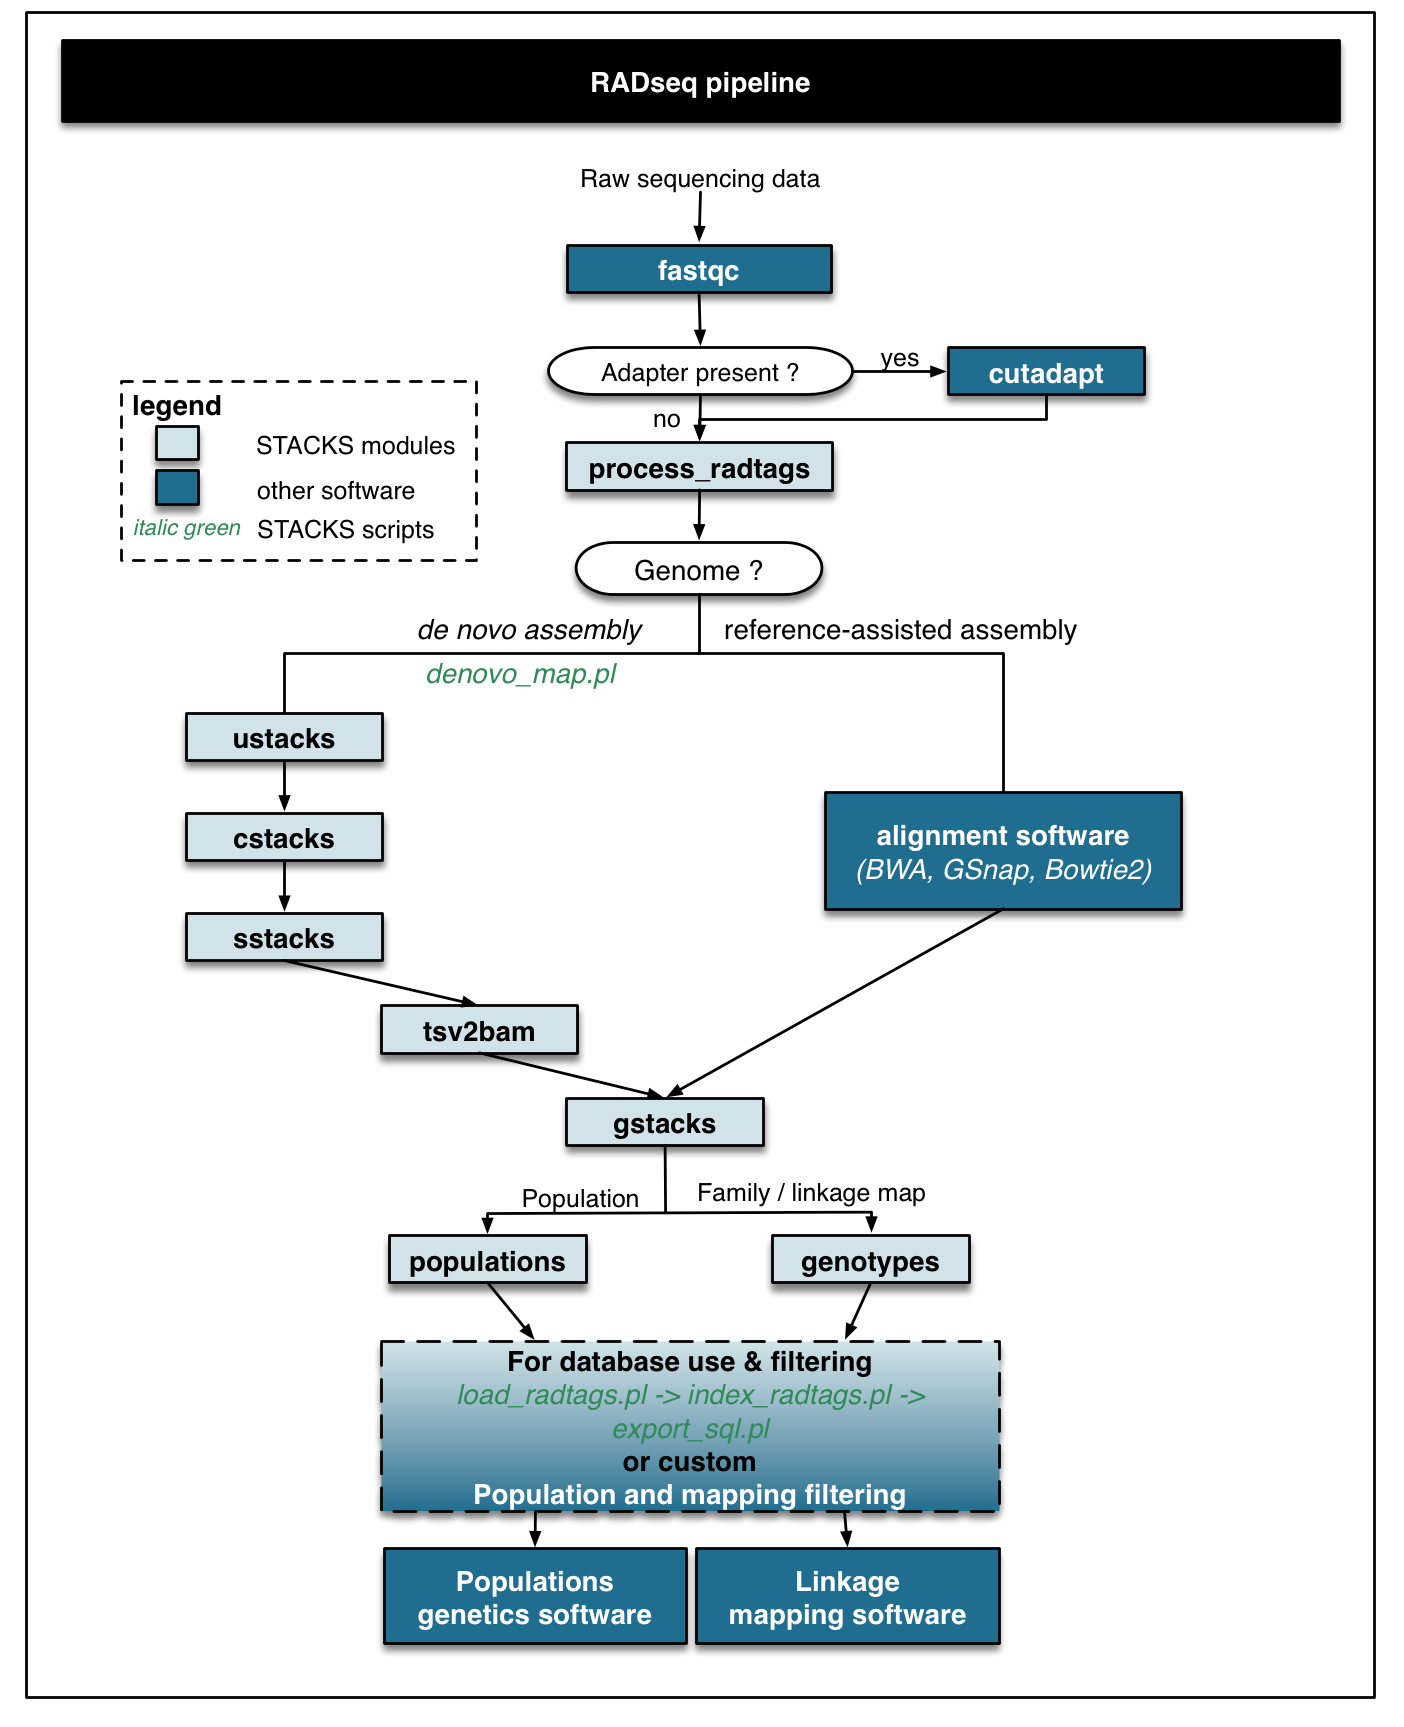 RADseq pipeline
Raw sequencing data
fastqc
Adapter present ?
yes
cutadapt
no
process_radtags
legend
STACKS modules
other software
italic green STACKS scripts
Genome ?
de novo assembly
reference-assisted assembly
denovo_map.pl
ustacks
cstacks
sstacks
alignment software
(BWA, GSnap, Bowtie2)
tsv2bam
gstacks
Population
Family / linkage map
populations
genotypes
For database use & filtering
load_radtags.pl -> index_radtags.pl ->
export_sql.pl
or custom
Population and mapping filtering
Populations
genetics software
Linkage
mapping software